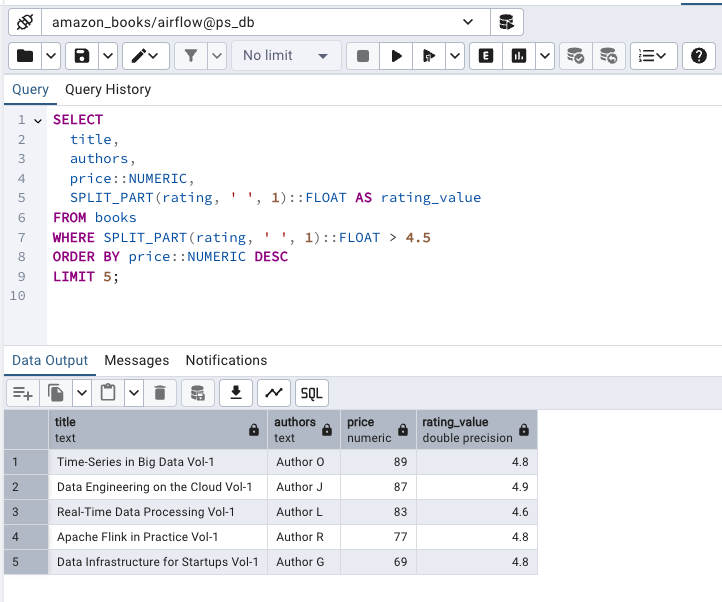 amazon_books/airflow@ps_db
No limit
E
Query Query History
1 SELECT
2 title,
3 authors,
4 price::NUMERIC,
5 SPLIT_PART(rating, ' ', 1)::FLOAT AS rating_value
6 FROM books
7 WHERE SPLIT_PART(rating, ' ', 1)::FLOAT > 4.5
8 ORDER BY price::NUMERIC DESC
9 LIMIT 5;
10
Data Output Messages Notifications
SQL
title authors price rating_value
text text numeric double precision
1 Time-Series in Big Data Vol-1 Author O 89 4.8
2 Data Engineering on the Cloud Vol-1 Author J 87 4.9
3 Real-Time Data Processing Vol-1 Author L 83 4.6
4 Apache Flink in Practice Vol-1 Author R 77 4.8
5 Data Infrastructure for Startups Vol-1 Author G 69 4.8